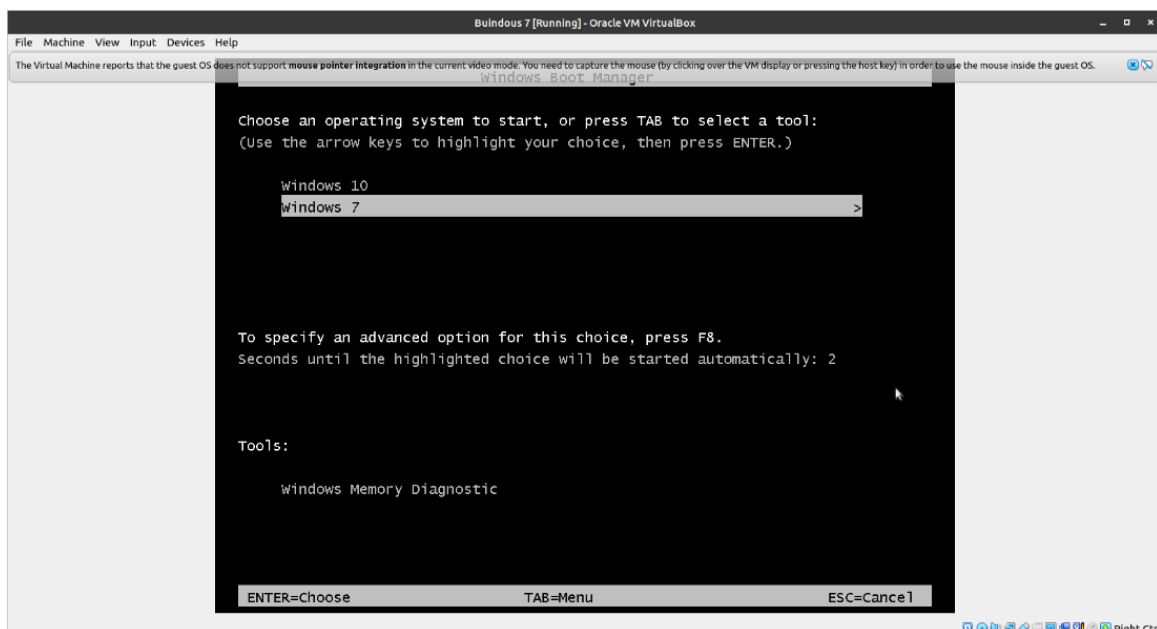 Buindous 7 [Running] - Oracle VM VirtualBox
File Machine View Input Devices Help
The Virtual Machine reports that the guest OS does not support mouse pointer integration in the current video mode. You need to capture the mouse (by clicking over the VM display or pressing the host key) in order to use the mouse inside the guest OS.
Windows Boot Manager
Choose an operating system to start, or press TAB to select a tool:
(Use the arrow keys to highlight your choice, then press ENTER.)
Windows 10
Windows 7 >
To specify an advanced option for this choice, press F8.
Seconds until the highlighted choice will be started automatically: 2
Tools:
Windows Memory Diagnostic
ENTER=Choose TAB=Menu ESC=Cancel
Right